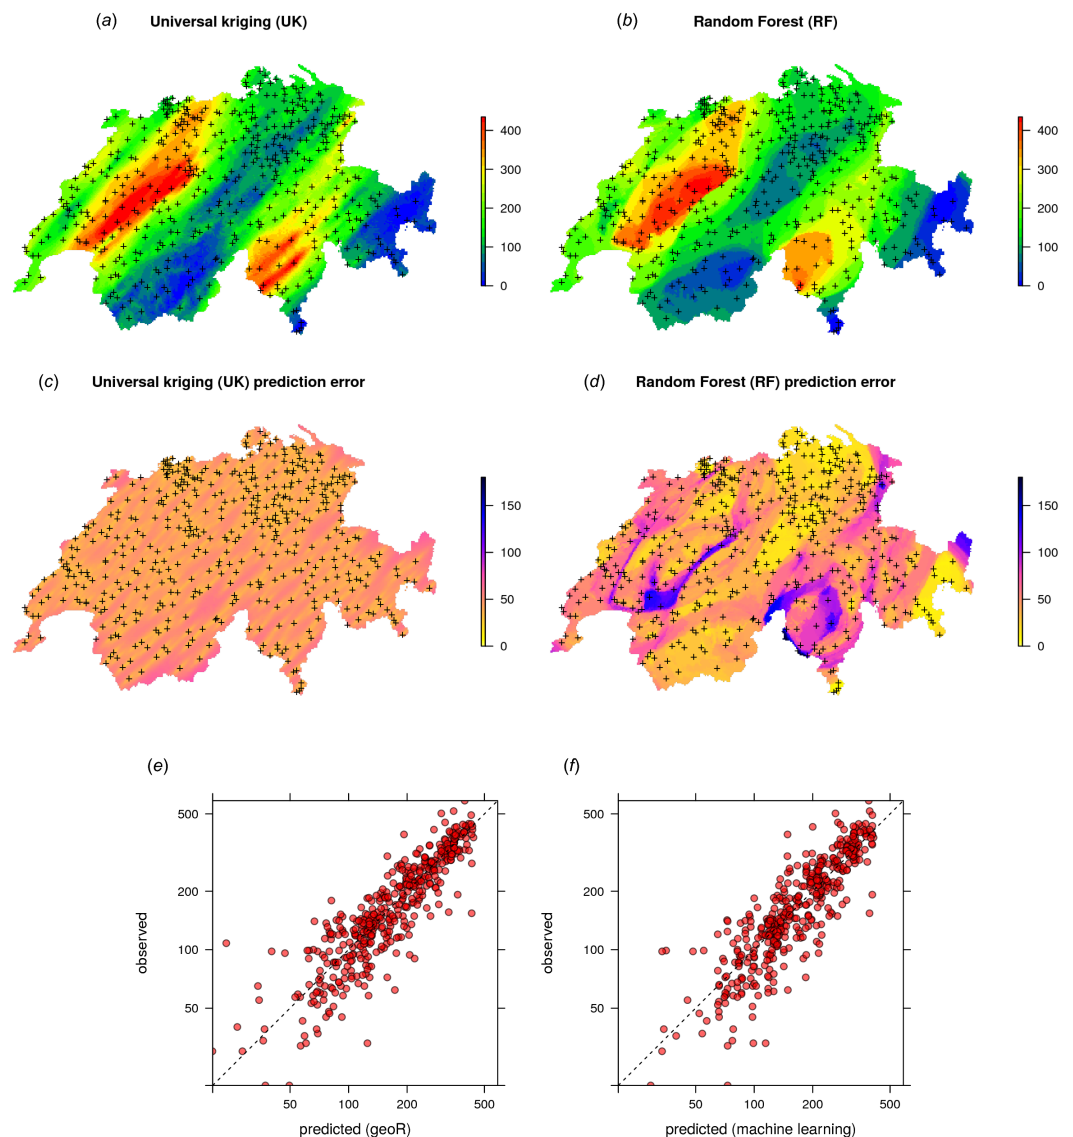 (a) Universal kriging (UK)
(b) Random Forest (RF)
400
300
200
100
0
400
300
200
100
0
(c) Universal kriging (UK) prediction error
(d) Random Forest (RF) prediction error
150
100
50
0
150
100
50
0
(e)
(f)
500
200
100
50
observed
50 100 200 500
predicted (geoR)
500
200
100
50
observed
50 100 200 500
predicted (machine learning)